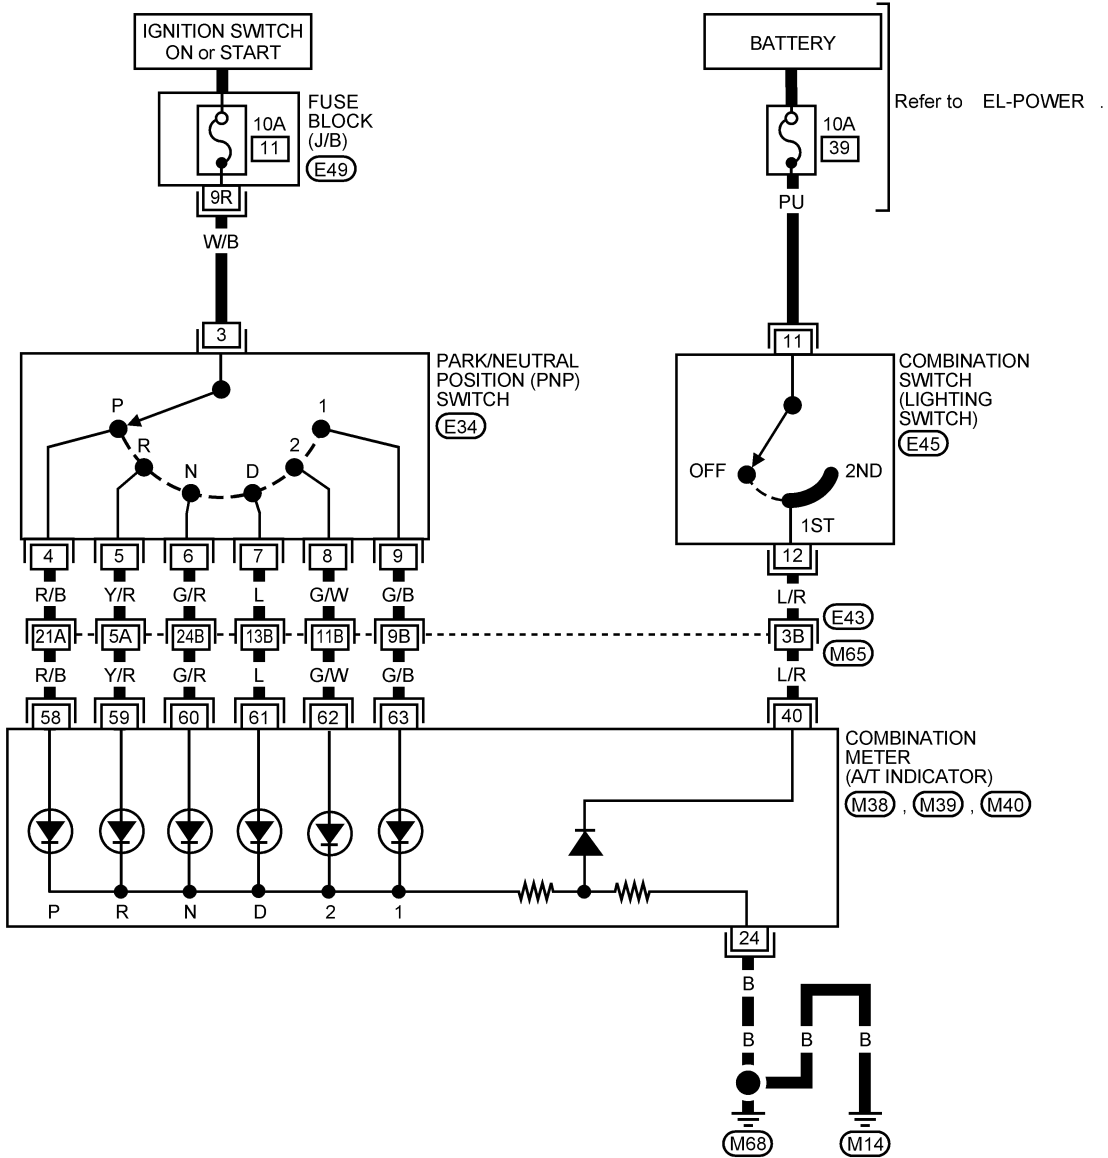 IGNITION SWITCH
ON or START
BATTERY
Refer to EL-POWER .
FUSE
BLOCK
(J/B)
E49
10A
11
10A
39
9R
PU
W/B
3
11
PARK/NEUTRAL
POSITION (PNP)
SWITCH
E34
COMBINATION
SWITCH
(LIGHTING
SWITCH)
E45
P
R
N
D
2
1
OFF
2ND
1ST
4 5 6 7 8 9
12
R/B Y/R G/R L G/W G/B
L/R
E43
21A 5A 24B 13B 11B 9B
3B
M65
R/B Y/R G/R L G/W G/B
L/R
58 59 60 61 62 63
40
COMBINATION
METER
(A/T INDICATOR)
M38 , M39 , M40
P R N D 2 1
24
B
B B B
M68 M14